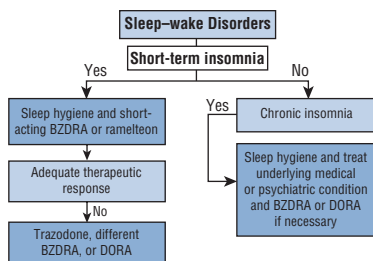 Sleep–wake Disorders
Short-term insomnia
Yes
No
Sleep hygiene and short-
acting BZDRA or ramelteon
Yes
Chronic insomnia
Adequate therapeutic
response
Sleep hygiene and treat
underlying medical
or psychiatric condition
and BZDRA or DORA
if necessary
No
Trazodone, different
BZDRA, or DORA